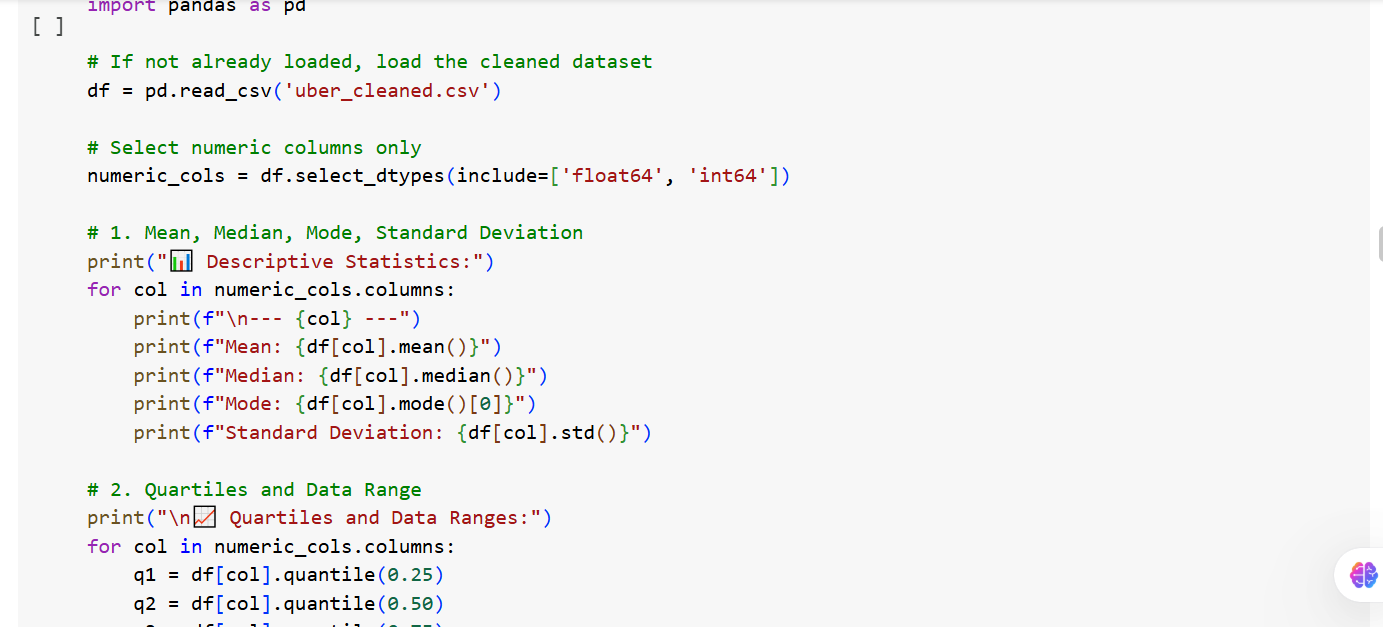 import pandas as pd
[ ]
# If not already loaded, load the cleaned dataset
df = pd.read_csv('uber_cleaned.csv')
# Select numeric columns only
numeric_cols = df.select_dtypes(include=['float64', 'int64'])
# 1. Mean, Median, Mode, Standard Deviation
print("📊 Descriptive Statistics:")
for col in numeric_cols.columns:
    print(f"\n--- {col} ---")
    print(f"Mean: {df[col].mean()}")
    print(f"Median: {df[col].median()}")
    print(f"Mode: {df[col].mode()[0]}")
    print(f"Standard Deviation: {df[col].std()}")
# 2. Quartiles and Data Range
print("\n📈 Quartiles and Data Ranges:")
for col in numeric_cols.columns:
    q1 = df[col].quantile(0.25)
    q2 = df[col].quantile(0.50)